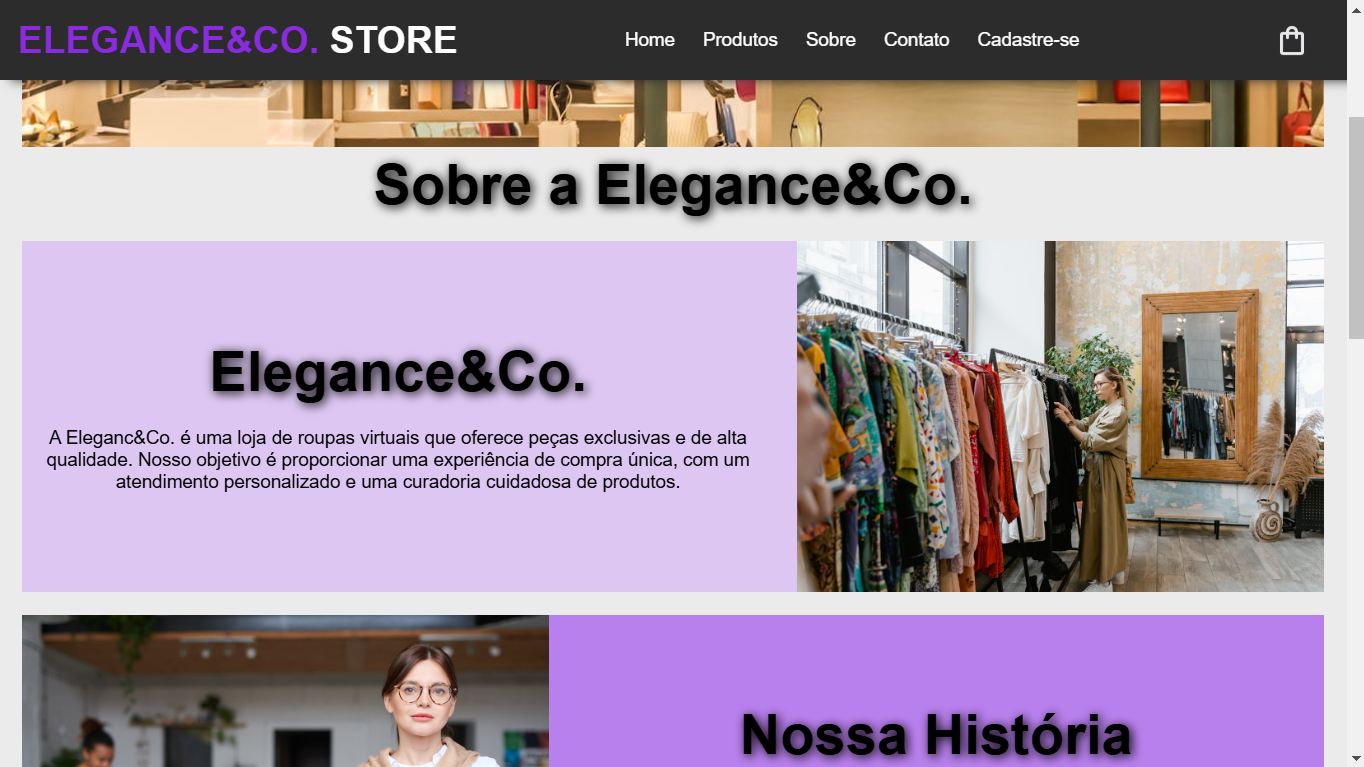 ELEGANCE&CO. STORE
Home Produtos Sobre Contato Cadastre-se
Sobre a Elegance&Co.
Elegance&Co.
A Eleganc&Co. é uma loja de roupas virtuais que oferece peças exclusivas e de alta
qualidade. Nosso objetivo é proporcionar uma experiência de compra única, com um
atendimento personalizado e uma curadoria cuidadosa de produtos.
Nossa História